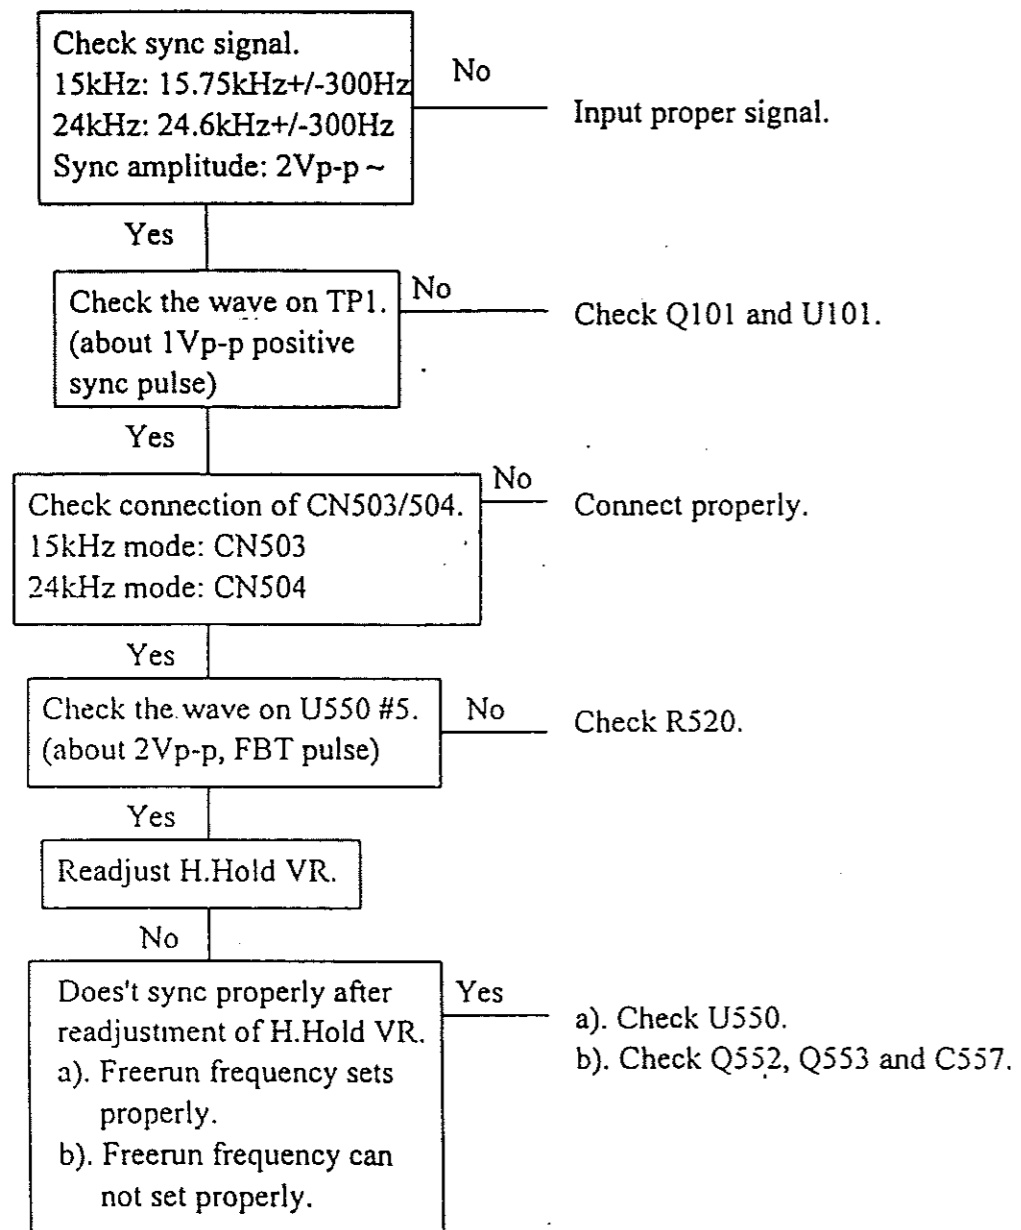 Check sync signal.
15kHz: 15.75kHz+/-300Hz
24kHz: 24.6kHz+/-300Hz
Sync amplitude: 2Vp-p ~
No
Input proper signal.
Yes
Check the wave on TP1.
(about 1Vp-p positive
sync pulse)
No
Check Q101 and U101.
Yes
Check connection of CN503/504.
15kHz mode: CN503
24kHz mode: CN504
No
Connect properly.
Yes
Check the wave on U550 #5.
(about 2Vp-p, FBT pulse)
No
Check R520.
Yes
Readjust H.Hold VR.
No
Does't sync properly after
readjustment of H.Hold VR.
a). Freerun frequency sets
properly.
b). Freerun frequency can
not set properly.
Yes
a). Check U550.
b). Check Q552, Q553 and C557.